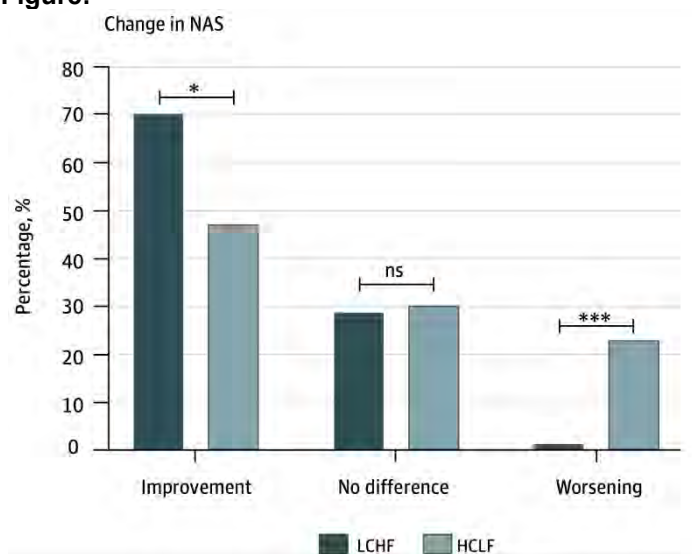 Figure.
Change in NAS
80
70
60
50
40
30
20
10
0
Percentage, %
*
ns
***
Improvement
No difference
Worsening
LCHF
HCLF